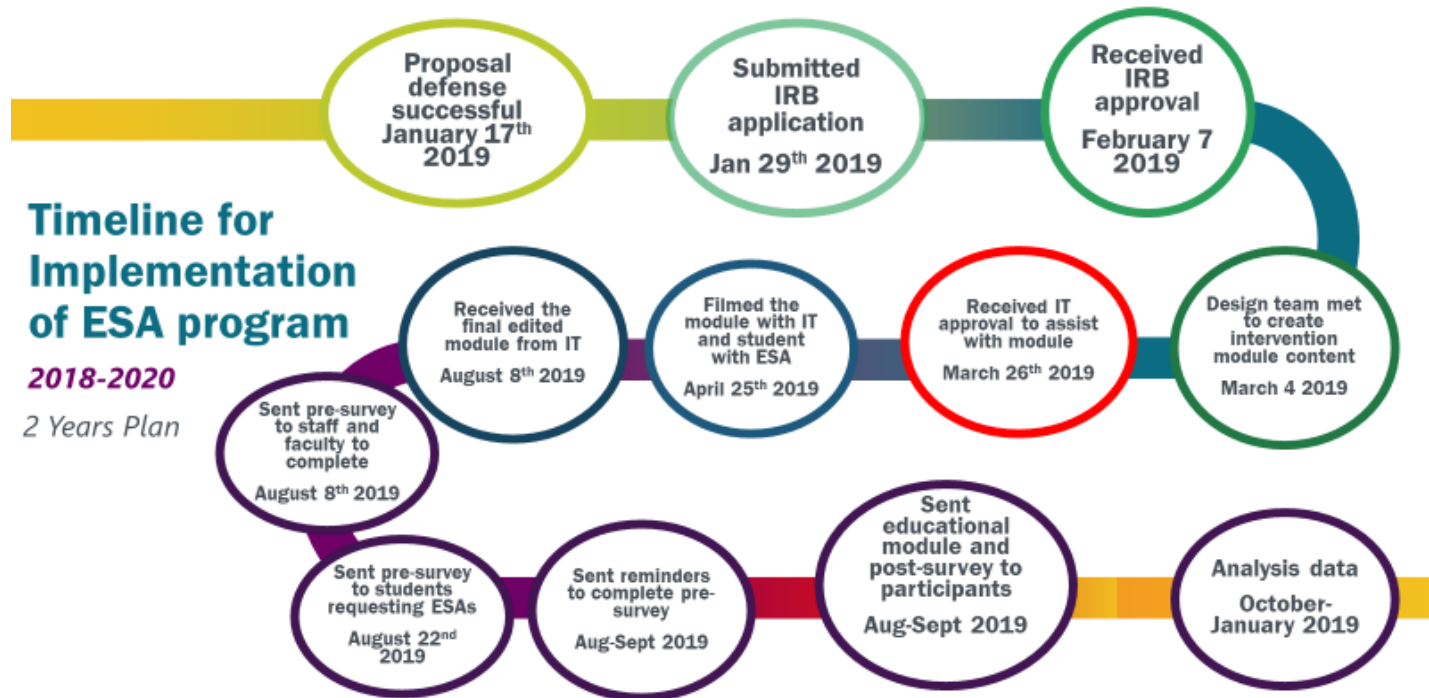 Proposal
defense
successful
January 17th
2019
Submitted
IRB
application
Jan 29th 2019
Received
IRB
approval
February 7
2019
Timeline for
Implementation
of ESA program
2018-2020
2 Years Plan
Design team met
to create
intervention
module content
March 4 2019
Received IT
approval to assist
with module
March 26th 2019
Filmed the
module with IT
and student
with ESA
April 25th 2019
Received the
final edited
module from IT
August 8th 2019
Sent pre-survey
to staff and
faculty to
complete
August 8th 2019
Sent pre-survey
to students
requesting ESAs
August 22nd
2019
Sent reminders
to complete pre-
survey
Aug-Sept 2019
Sent
educational
module and
post-survey to
participants
Aug-Sept 2019
Analysis data
October-
January 2019